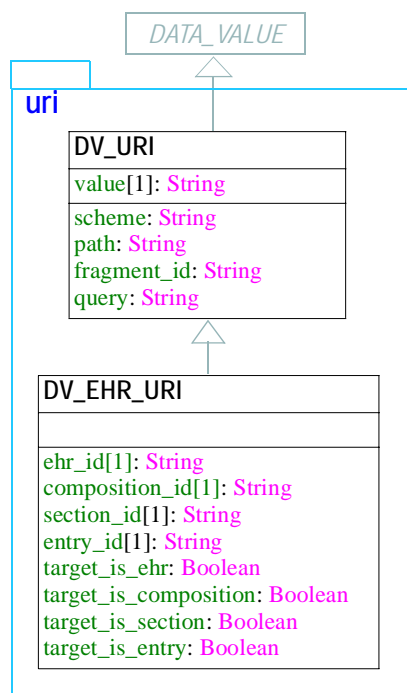 DATA_VALUE
uri
DV_URI
value[1]: String
scheme: String
path: String
fragment_id: String
query: String
DV_EHR_URI
ehr_id[1]: String
composition_id[1]: String
section_id[1]: String
entry_id[1]: String
target_is_ehr: Boolean
target_is_composition: Boolean
target_is_section: Boolean
target_is_entry: Boolean